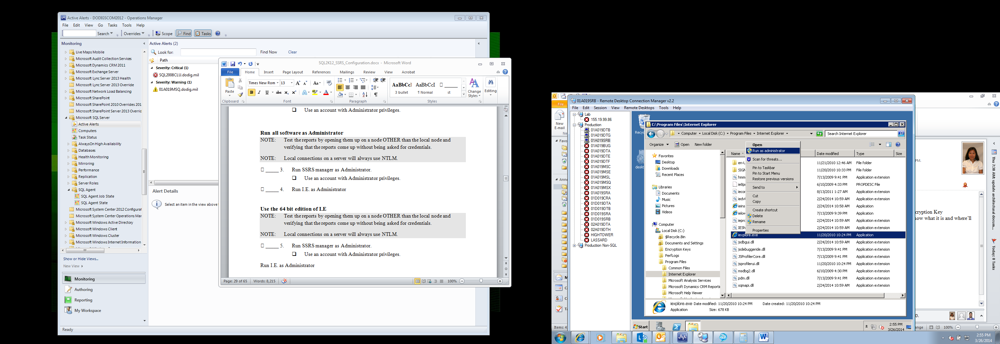 Active Alerts - DODIGSCOM2012 - Operations Manager
File Edit View Go Tasks Tools Help
Search Overrides Scope Find Tasks
Monitoring
Live Maps Mobile
Microsoft Audit Collection Services
Microsoft Dynamics CRM 2011
Microsoft Exchange Server
Microsoft Lync Server 2013 Health
Microsoft Lync Server 2013 Override
Microsoft Network Load Balancing
Microsoft SharePoint
Microsoft SharePoint 2010 Overrides 201
Microsoft SharePoint Server 2013 Overric
Microsoft SQL Server
Active Alerts
Computers
Task Status
AlwaysOn High Availability
Databases
Health Monitoring
Mirroring
Performance
Replication
Server Roles
SQL Agent
SQL Agent Job State
SQL Agent State
Microsoft System Center 2012 Configurat
Microsoft System Center Operations Mar
Microsoft Windows Active Directory
Microsoft Windows Client
Microsoft Windows Cluster
Microsoft Windows Internet Information
Show or Hide Views...
New View
Monitoring
Authoring
Reporting
My Workspace
Ready
Active Alerts (2)
Look for: Find Now Clear
Path
Severity: Critical (1)
SQL2008CLU.dodig.mil
Severity: Warning (1)
01A019MSQ.dodig.mil
Alert Details
Select an item in the view above
SQL2K12_SSRS_Configuration.docx - Microsoft Word
File Home Insert Page Layout References Mailings Review View Acrobat
Paste
Clipboard
Times New Rom 13
Font
Paragraph
AaBbCcI AaBbCcI
3 bullet ¶ Normal st
Change Styles
Styles
Editing
Use an account with Administrator privileges.
Run all software as Administrator
NOTE: Test the reports by opening them up on a node OTHER than the local node and
verifying that the reports come up without being asked for credentials.
NOTE: Local connections on a server will always use NTLM.
_____ 3. Run SSRS manager as Administrator.
Use an account with Administrator privileges.
_____ 4. Run I.E. as Administrator
Use the 64 bit edition of I.E
NOTE: Test the reports by opening them up on a node OTHER than the local node and
verifying that the reports come up without being asked for credentials.
NOTE: Local connections on a server will always use NTLM.
_____ 5. Run SSRS manager as Administrator.
Use an account with Administrator privileges.
Run I.E. as Administrator
Page: 29 of 65 Words: 8,215 100%
File
New
E-mail
Items: 4
01A019SRB - Remote Desktop Connection Manager v2.2
File Edit Session View Remote Desktops Tools Help
Lab
155.19.99.86
Production
01A019DTB
01A019DTG
01A019SRB
01A019BUG
01A019DTA
01A019DTE
01A019DTF
01A019MSC
01A019MSE
01A019MSL
01A019MSQ
01A019MSX
01A019SRA
01D019CRA
01D019DTA
01D019DTB
01D019SRA
01D019SRB
02A019DTA
02A019DTH
HIGHTOWER
LASSARD
Production Non-SQL
C:\Program Files\Internet Explorer
Computer Local Disk (C:) Program Files Internet Explorer Search Internet Explorer
Organize Open New folder
Favorites
Desktop
Downloads
Recent Places
Libraries
Documents
Music
Pictures
Videos
Computer
Local Disk (C:)
$Recycle.Bin
Documents and Settings
Encryption Keys
PerfLogs
Program Files
Common Files
Internet Explorer
Microsoft Analysis Services
Microsoft Dynamics CRM Reporti
Microsoft Help Viewer
Open
Run as administrator
Scan for threats...
Pin to Taskbar
Pin to Start Menu
Restore previous versions
Send to
Cut
Copy
Create shortcut
Delete
Rename
Properties
Name Date modified Type Size
11/21/2010 12:46 AM File folder
11/20/2010 10:33 PM File folder
7/13/2009 9:41 PM Application extension
6/10/2009 4:33 PM PROPDESC File
8/13/2011 1:27 AM Application extension
2/24/2014 10:59 AM Application extension
2/24/2014 10:58 AM Application extension
7/13/2009 9:39 PM Application extension
2/24/2014 10:59 AM Application extension
2/24/2014 10:59 AM Application extension
iexplore.exe 11/20/2010 10:24 PM Application
jsdbgui.dll 2/24/2014 10:59 AM Application extension
jsdebuggeride.dll 7/13/2009 9:41 PM Application extension
JSProfilerCore.dll 7/13/2009 9:41 PM Application extension
jsprofilerui.dll 11/20/2010 10:24 PM Application extension
msdbg2.dll 6/10/2009 4:30 PM Application extension
pdm.dll 7/13/2009 9:41 PM Application extension
sqmapi.dll 2/24/2014 10:59 AM Application extension
iexplore.exe Date modified: 11/20/2010 10:24 PM Date created: 11/20/2010 10:24 PM
Application Size: 678 KB
Start
2:55 PM
3/26/2014
PM.
cryption Key
now what it is and where'll
Thu 7:30 AM: update architectural docum...
Today: 0 Tasks
100%
2:55 PM
3/26/2014